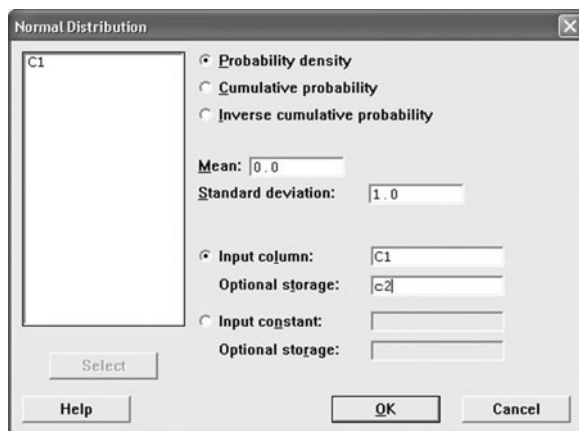 Normal Distribution
C1
Probability density
Cumulative probability
Inverse cumulative probability
Mean: 0.0
Standard deviation: 1.0
Input column: C1
Optional storage: c2
Input constant:
Optional storage:
Select
Help
OK
Cancel